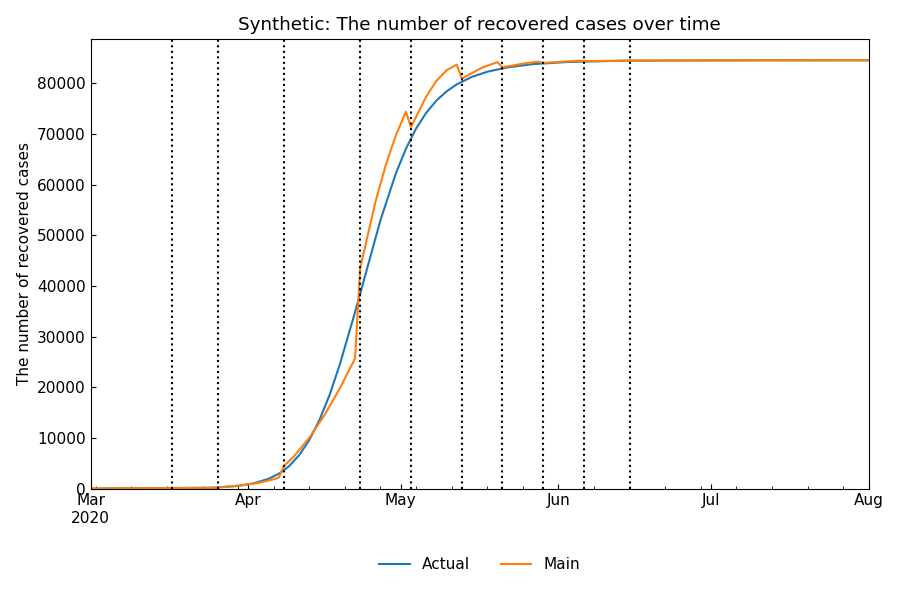 Synthetic: The number of recovered cases over time
The number of recovered cases
80000
70000
60000
50000
40000
30000
20000
10000
0
Mar
2020
Apr
May
Jun
Jul
Aug
Actual
Main